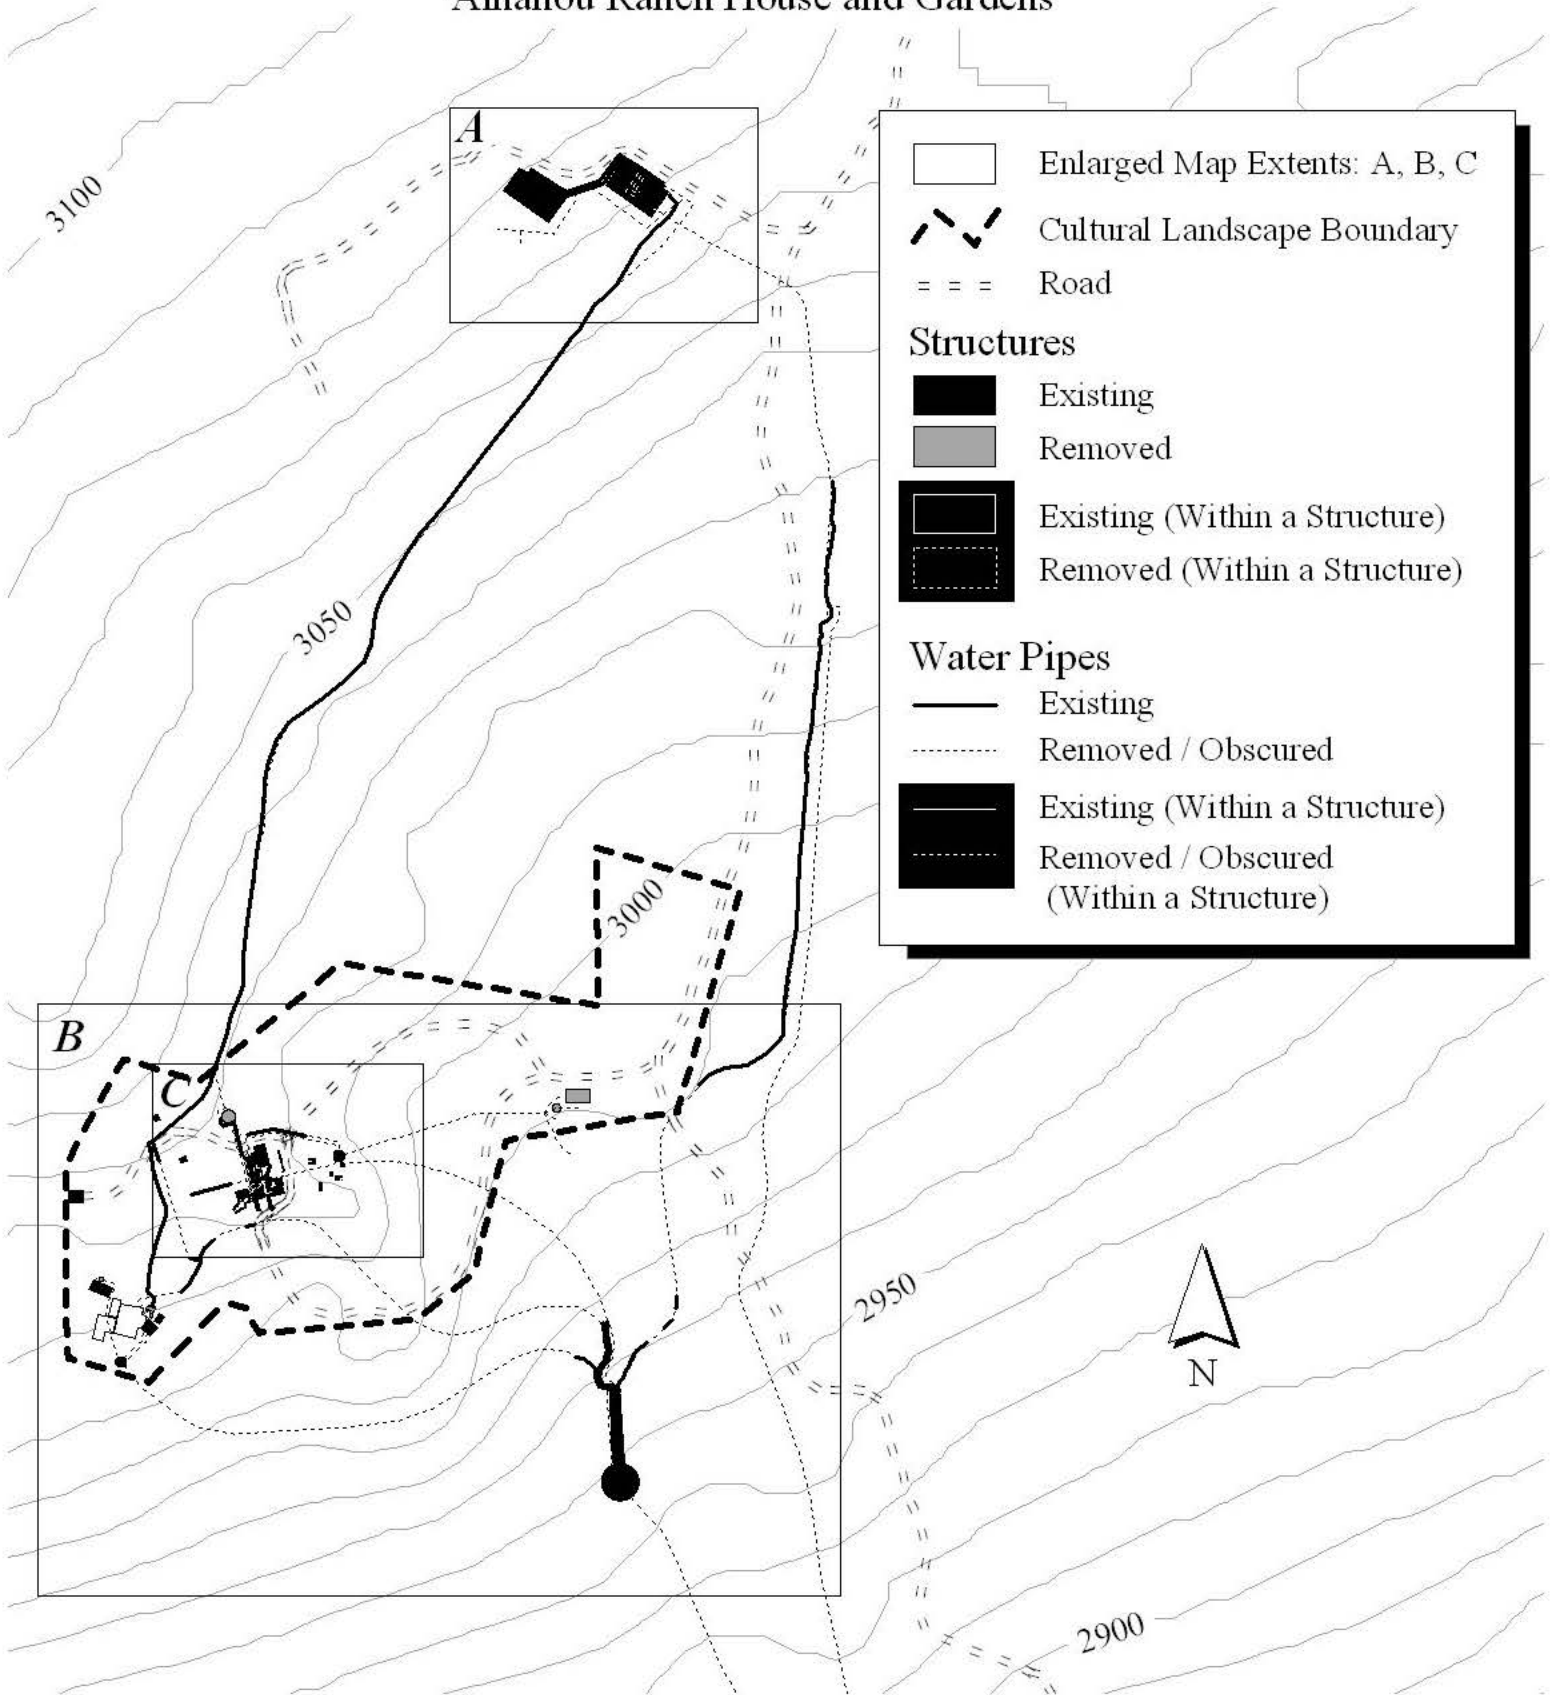 Ainahou Ranch House and Gardens
A
3100
Enlarged Map Extents: A, B, C
Cultural Landscape Boundary
Road
Structures
Existing
Removed
Existing (Within a Structure)
Removed (Within a Structure)
3050
Water Pipes
Existing
Removed / Obscured
Existing (Within a Structure)
Removed / Obscured
(Within a Structure)
3000
B
C
2950
N
2900